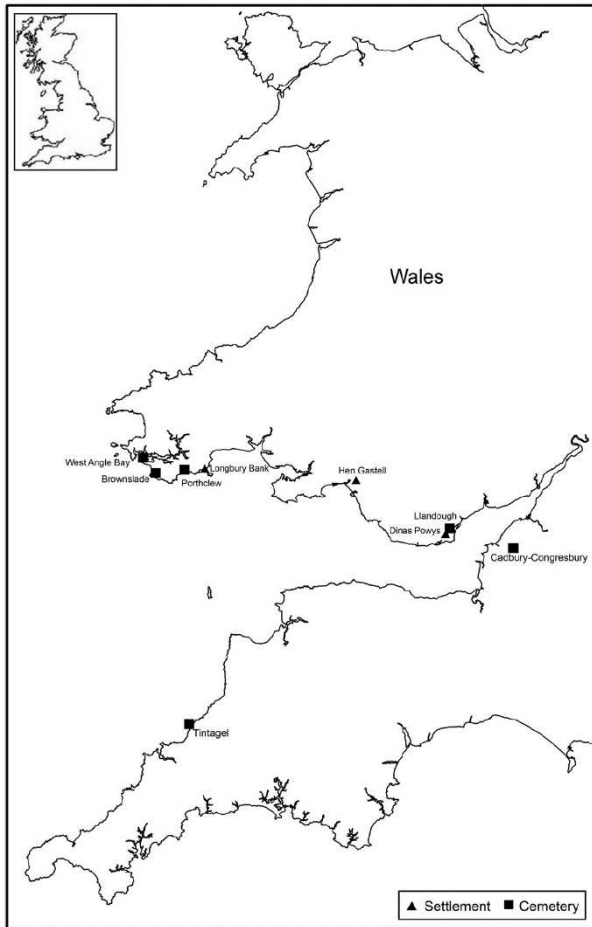 Wales
West Angle Bay
Longbury Bank
Brownslade
Porthclew
Hen Gastell
Llandough
Dinas Powys
Cadbury-Congresbury
Tintagel
Settlement Cemetery